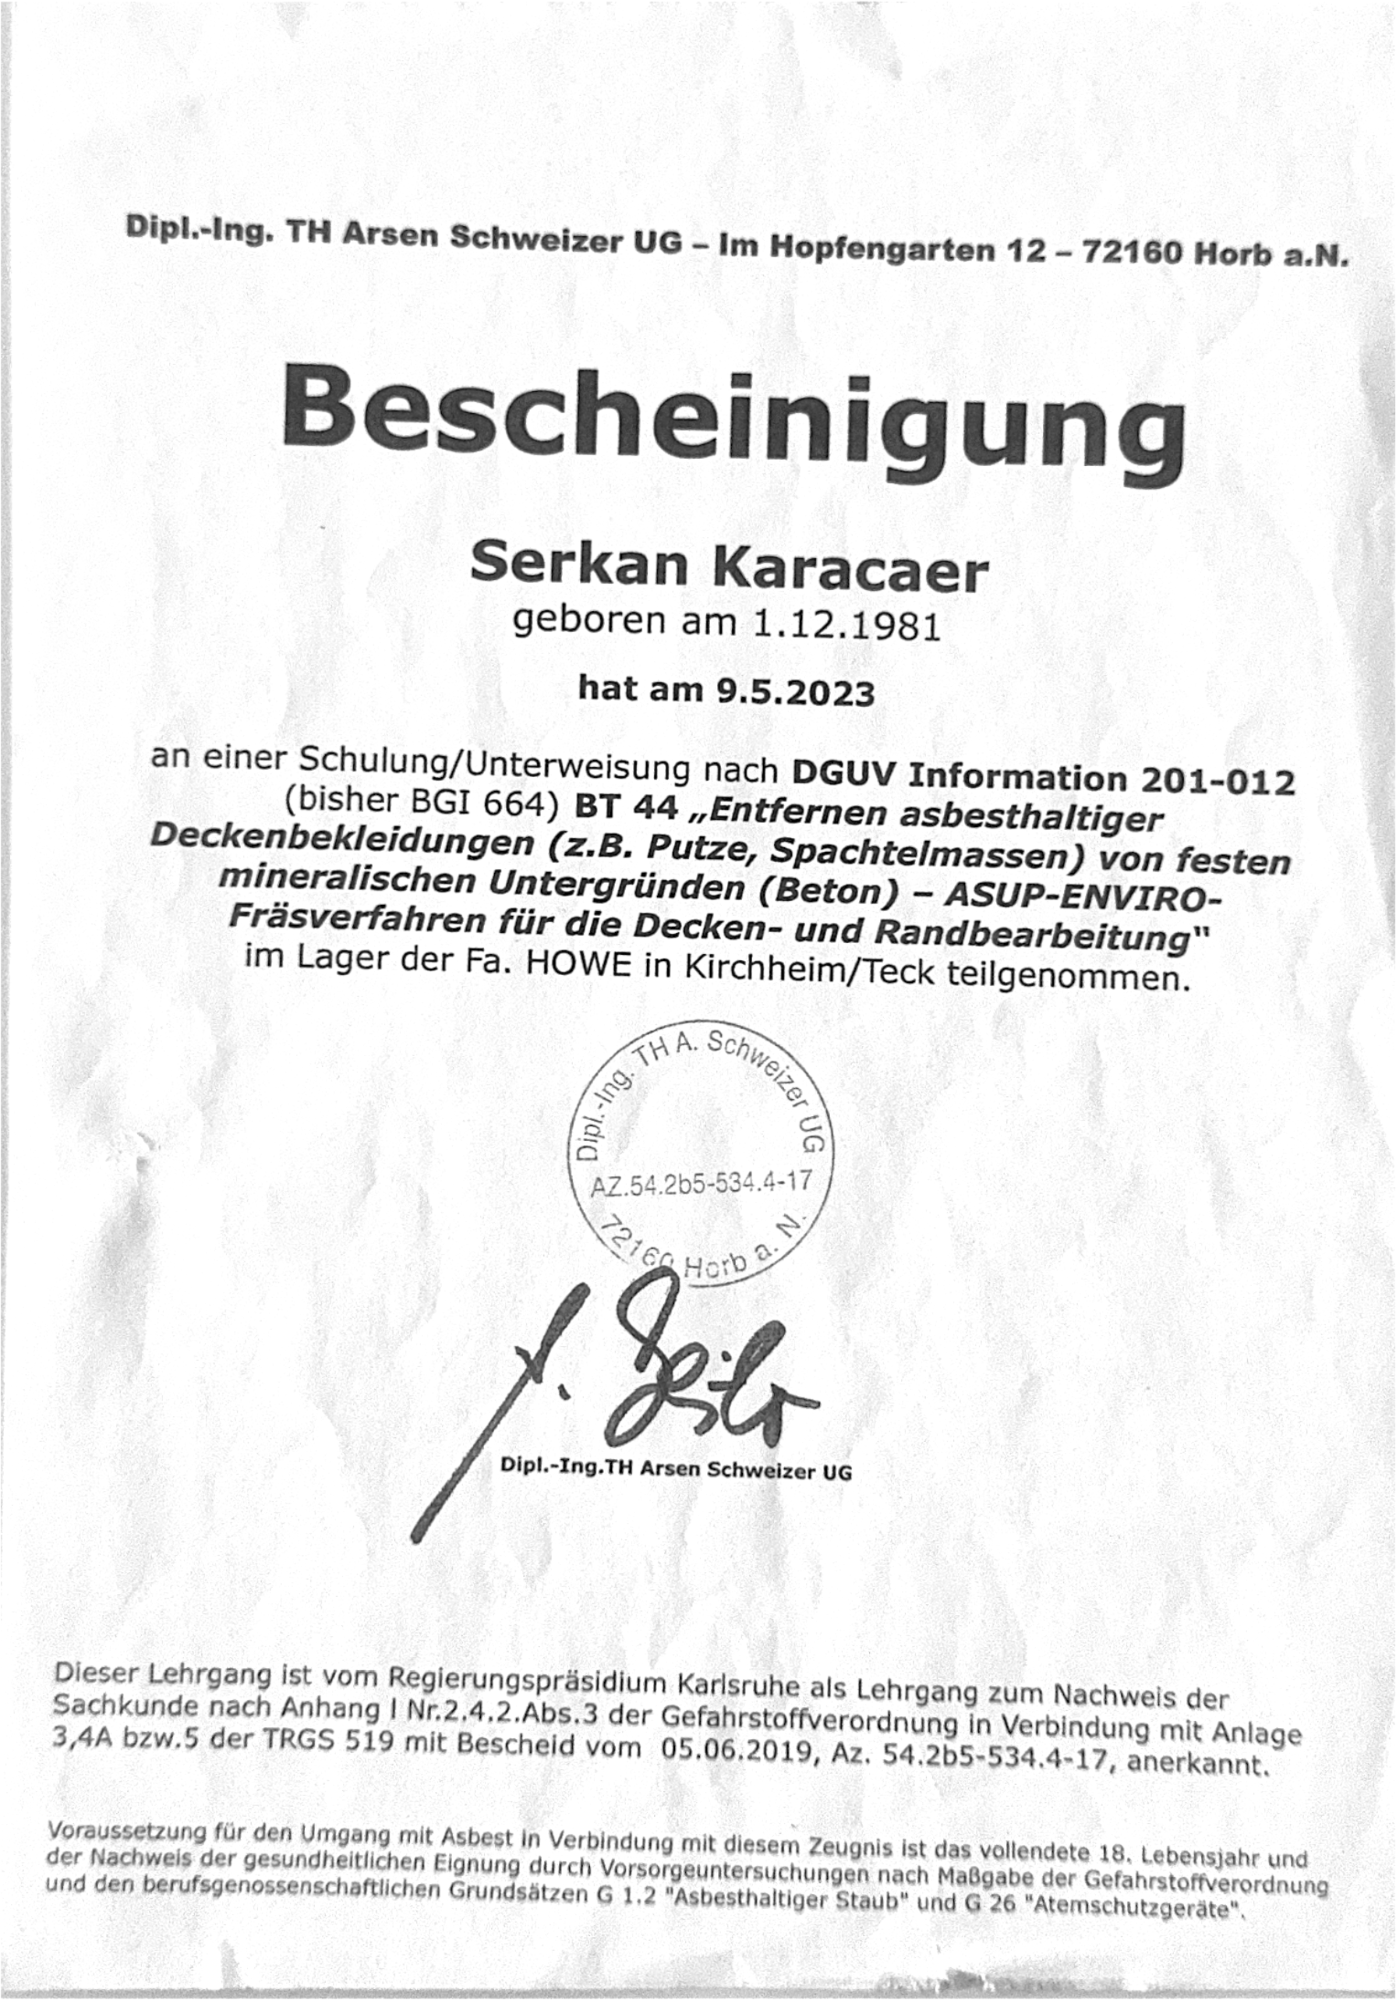 Dipl.-Ing. TH Arsen Schweizer UG – Im Hopfengarten 12 – 72160 Horb a.N.
Bescheinigung
Serkan Karacaer
geboren am 1.12.1981
hat am 9.5.2023
an einer Schulung/Unterweisung nach DGUV Information 201-012
(bisher BGI 664) BT 44 „Entfernen asbesthaltiger
Deckenbekleidungen (z.B. Putze, Spachtelmassen) von festen
mineralischen Untergründen (Beton) – ASUP-ENVIRO-
Fräsverfahren für die Decken- und Randbearbeitung"
im Lager der Fa. HOWE in Kirchheim/Teck teilgenommen.
Dipl.-Ing. TH A. Schweizer UG
AZ.54.2b5-534.4-17
72160 Horb a. N.
Dipl.-Ing.TH Arsen Schweizer UG
Dieser Lehrgang ist vom Regierungspräsidium Karlsruhe als Lehrgang zum Nachweis der
Sachkunde nach Anhang I Nr.2.4.2.Abs.3 der Gefahrstoffverordnung in Verbindung mit Anlage
3,4A bzw.5 der TRGS 519 mit Bescheid vom 05.06.2019, Az. 54.2b5-534.4-17, anerkannt.
Voraussetzung für den Umgang mit Asbest in Verbindung mit diesem Zeugnis ist das vollendete 18. Lebensjahr und
der Nachweis der gesundheitlichen Eignung durch Vorsorgeuntersuchungen nach Maßgabe der Gefahrstoffverordnung
und den berufsgenossenschaftlichen Grundsätzen G 1.2 "Asbesthaltiger Staub" und G 26 "Atemschutzgeräte".